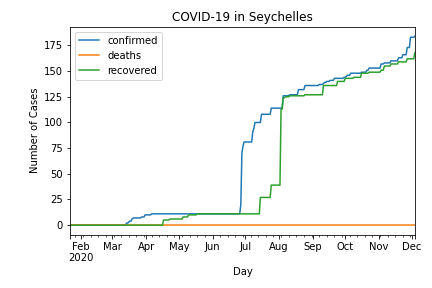 COVID-19 in Seychelles
confirmed
deaths
recovered
Number of Cases
175
150
125
100
75
50
25
0
Feb Mar Apr May Jun Jul Aug Sep Oct Nov Dec
2020
Day